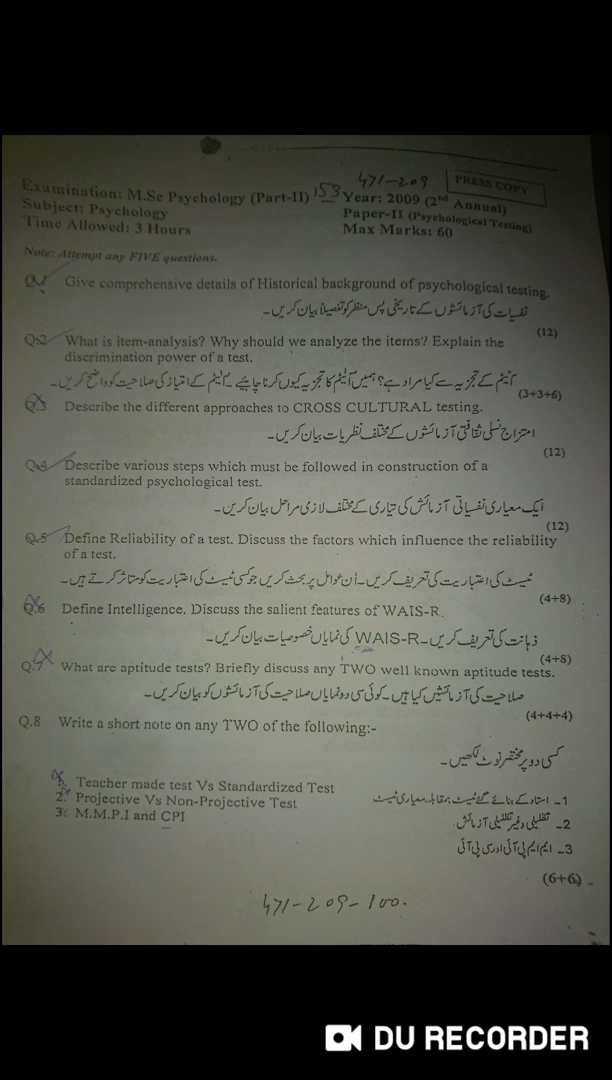 471-209
PRESS COPY
Examination: M.Sc Psychology (Part-II) 153 Year: 2009 (2nd Annual)
Subject: Psychology Paper-II (Psychological Testing)
Time Allowed: 3 Hours Max Marks: 60
Note: Attempt any FIVE questions.
Q.1 Give comprehensive details of Historical background of psychological testing.
نفسیات کی آزمائشوں کے تاریخی پس منظر کو تفصیلاً بیان کریں۔
(12)
Q.2 What is item-analysis? Why should we analyze the items? Explain the
discrimination power of a test.
آئیٹم کے تجزیہ سے کیا مراد ہے؟ ہمیں آئیٹم کا تجزیہ کیوں کرنا چاہیے آئیٹم کے امتیاز کی صلاحیت کو واضح کریں۔
(3+3+6)
Q.3 Describe the different approaches to CROSS CULTURAL testing.
امتزاج نسلی ثقافتی آزمائشوں کے مختلف نظریات بیان کریں۔
(12)
Q.4 Describe various steps which must be followed in construction of a
standardized psychological test.
ایک معیاری نفسیاتی آزمائش کی تیاری کے مختلف لازمی مراحل بیان کریں۔
(12)
Q.5 Define Reliability of a test. Discuss the factors which influence the reliability
of a test.
ٹیسٹ کی اعتباریت کی تعریف کریں۔ اُن عوامل پر بحث کریں جو کسی ٹیسٹ کی اعتباریت کو متاثر کرتے ہیں۔
(4+8)
Q.6 Define Intelligence. Discuss the salient features of WAIS-R.
ذہانت کی تعریف کریں۔ WAIS-R کی نمایاں خصوصیات بیان کریں۔
(4+8)
Q.7 What are aptitude tests? Briefly discuss any TWO well known aptitude tests.
صلاحیت کی آزمائشیں کیا ہیں۔ کوئی سی دو نمایاں صلاحیت کی آزمائشوں کو بیان کریں۔
(4+4+4)
Q.8 Write a short note on any TWO of the following:-
کسی دو پر مختصر نوٹ لکھیں۔
1. Teacher made test Vs Standardized Test
2. Projective Vs Non-Projective Test
3. M.M.P.I and CPI
1۔ استاد کے بنائے گئے ٹیسٹ بمقابلہ معیاری ٹیسٹ
2۔ تظلیلی وغیر تظلیلی آزمائش
3۔ ایم ایم پی آئی اور سی پی آئی
(6+6)
471-209-100.
DU RECORDER